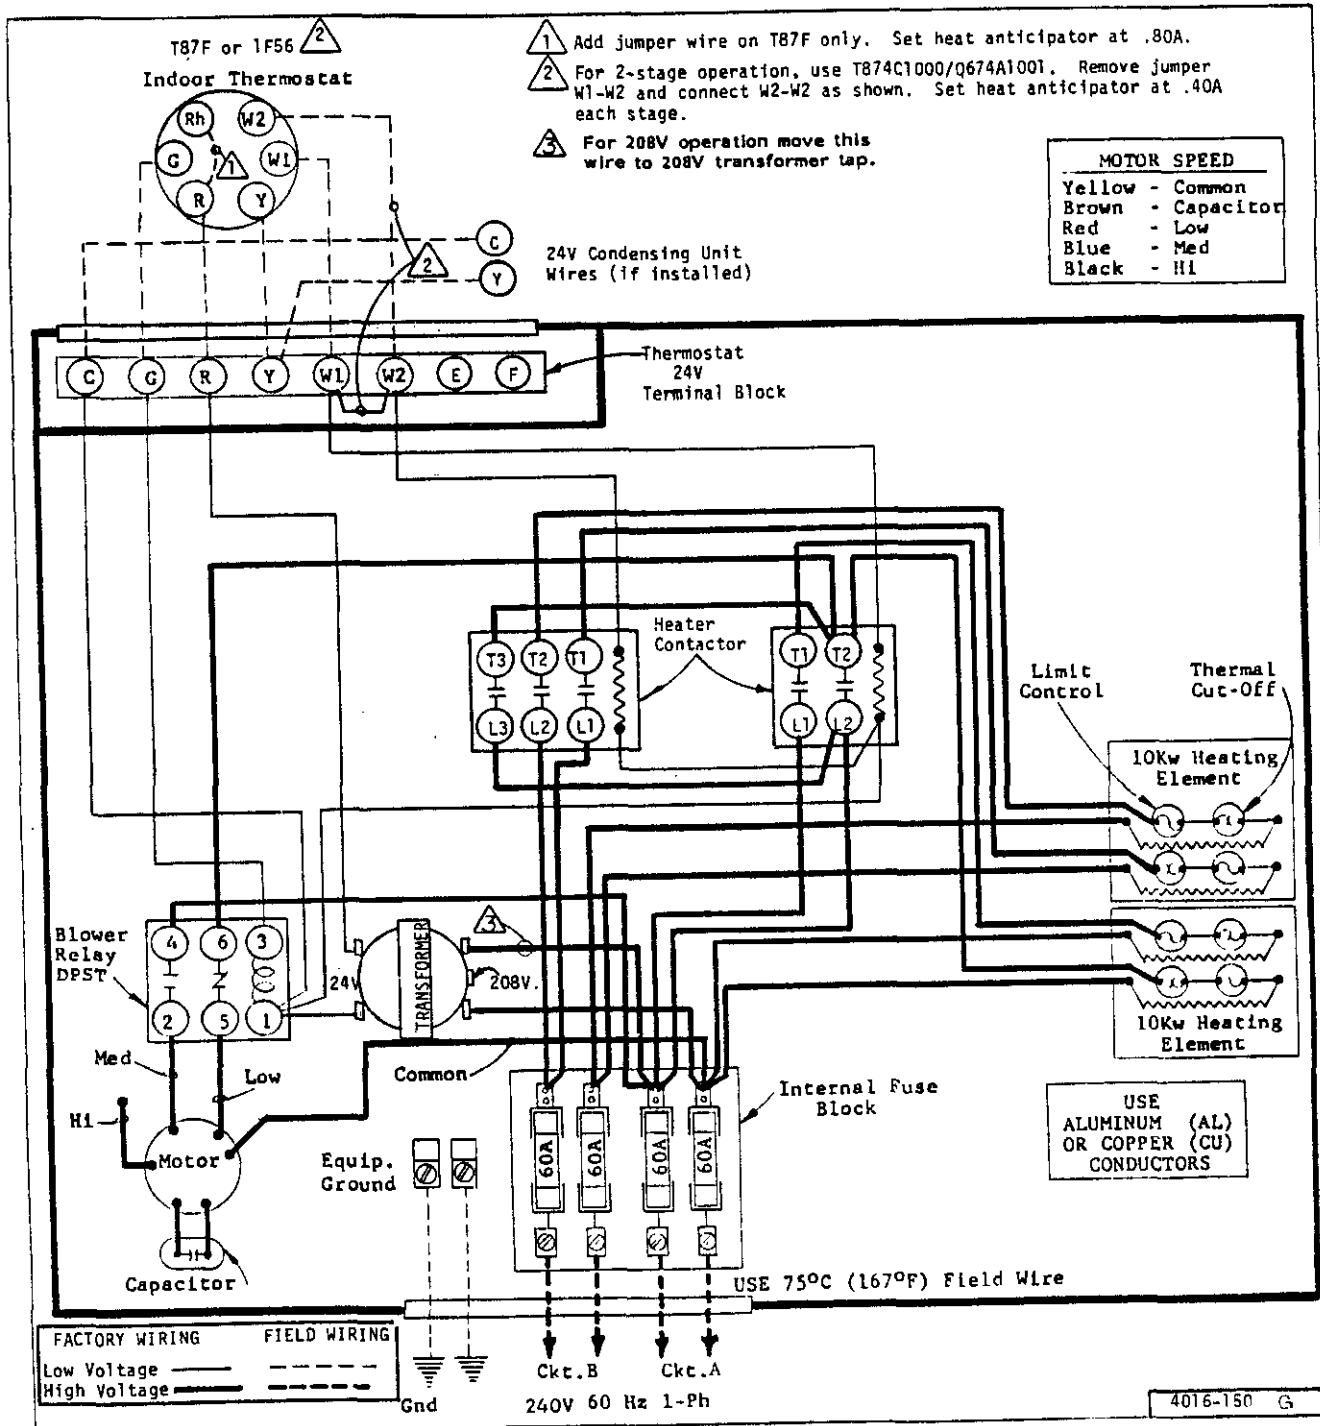 T87F or 1F56 2
Indoor Thermostat
1 Add jumper wire on T87F only. Set heat anticipator at .80A.
2 For 2-stage operation, use T874C1000/Q674A1001. Remove jumper
W1-W2 and connect W2-W2 as shown. Set heat anticipator at .40A
each stage.
3 For 208V operation move this
wire to 208V transformer tap.
MOTOR SPEED
Yellow - Common
Brown - Capacitor
Red - Low
Blue - Med
Black - Hi
Rh W2
G 1 W1
R Y
C
Y
2
24V Condensing Unit
Wires (if installed)
C G R Y W1 W2 E F
Thermostat
24V
Terminal Block
Heater
Contactor
T3 T2 T1
L3 L2 L1
T1 T2
L1 L2
Limit
Control
Thermal
Cut-Off
10Kw Heating
Element
10Kw Heating
Element
Blower
Relay
DPST
4 6 3
2 5 1
24V
TRANSFORMER
3
208V.
Med
Low
Hi
Common
Motor
Capacitor
Equip.
Ground
60A 60A 60A 60A
Internal Fuse
Block
USE
ALUMINUM (AL)
OR COPPER (CU)
CONDUCTORS
USE 75°C (167°F) Field Wire
FACTORY WIRING FIELD WIRING
Low Voltage
High Voltage
Gnd
Ckt.B Ckt.A
240V 60 Hz 1-Ph
4016-150 G